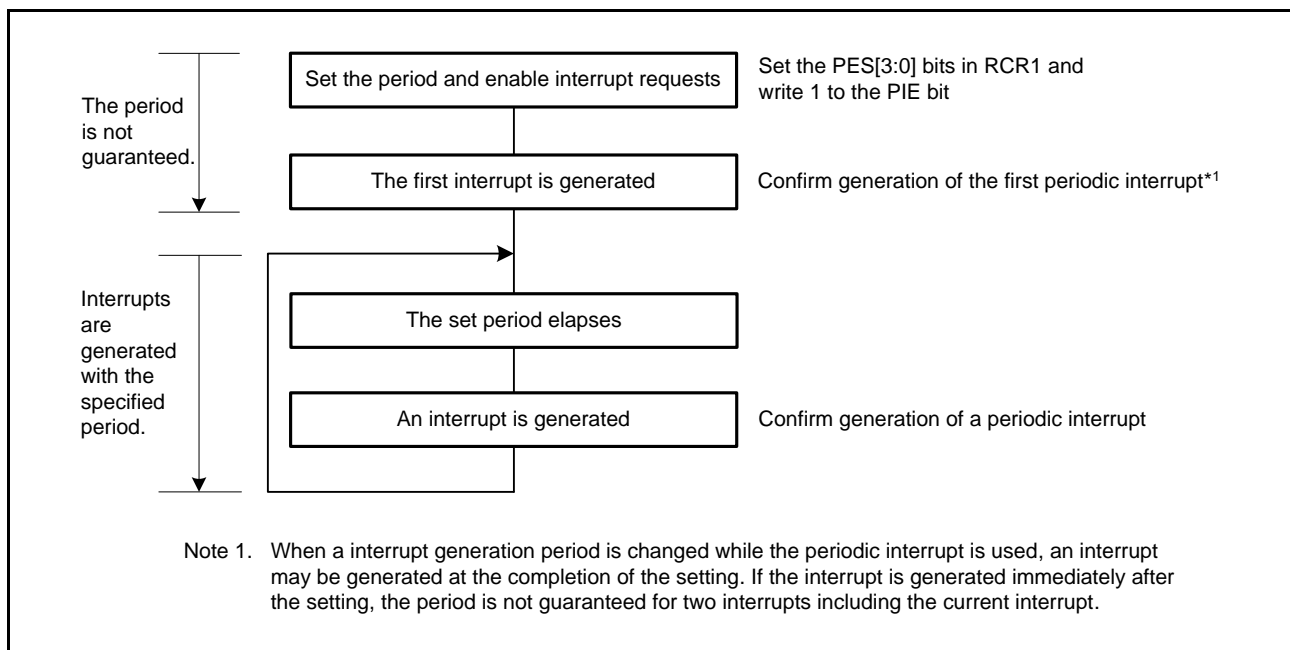 Set the period and enable interrupt requests
Set the PES[3:0] bits in RCR1 and
write 1 to the PIE bit
The period
is not
guaranteed.
The first interrupt is generated
Confirm generation of the first periodic interrupt*1
Interrupts
are
generated
with the
specified
period.
The set period elapses
An interrupt is generated
Confirm generation of a periodic interrupt
Note 1. When a interrupt generation period is changed while the periodic interrupt is used, an interrupt
may be generated at the completion of the setting. If the interrupt is generated immediately after
the setting, the period is not guaranteed for two interrupts including the current interrupt.